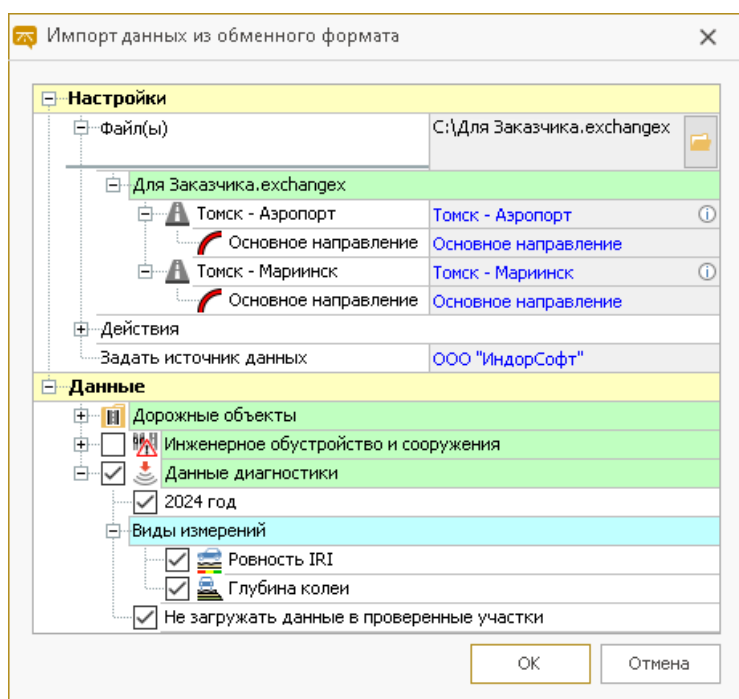 Импорт данных из обменного формата
Настройки
Файл(ы) C:\Для Заказчика.exchangex
Для Заказчика.exchangex
Томск - Аэропорт Томск - Аэропорт
Основное направление Основное направление
Томск - Мариинск Томск - Мариинск
Основное направление Основное направление
Действия
Задать источник данных ООО "ИндорСофт"
Данные
Дорожные объекты
Инженерное обустройство и сооружения
Данные диагностики
2024 год
Виды измерений
Ровность IRI
Глубина колеи
Не загружать данные в проверенные участки
ОК Отмена